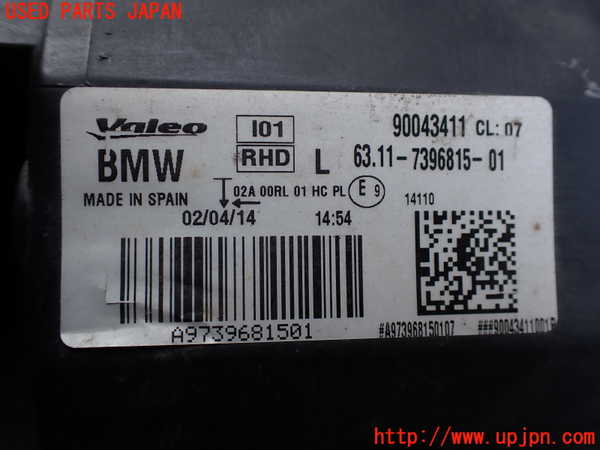 USED PARTS JAPAN
Valeo I01 90043411 CL: 07
BMW RHD L 63.11-7396815-01
MADE IN SPAIN 02A 00RL 01 HC PL E 9 14110
02/04/14 14:54
A9739681501 #A973968150107 ###90043411001P
http://www.upjpn.com/